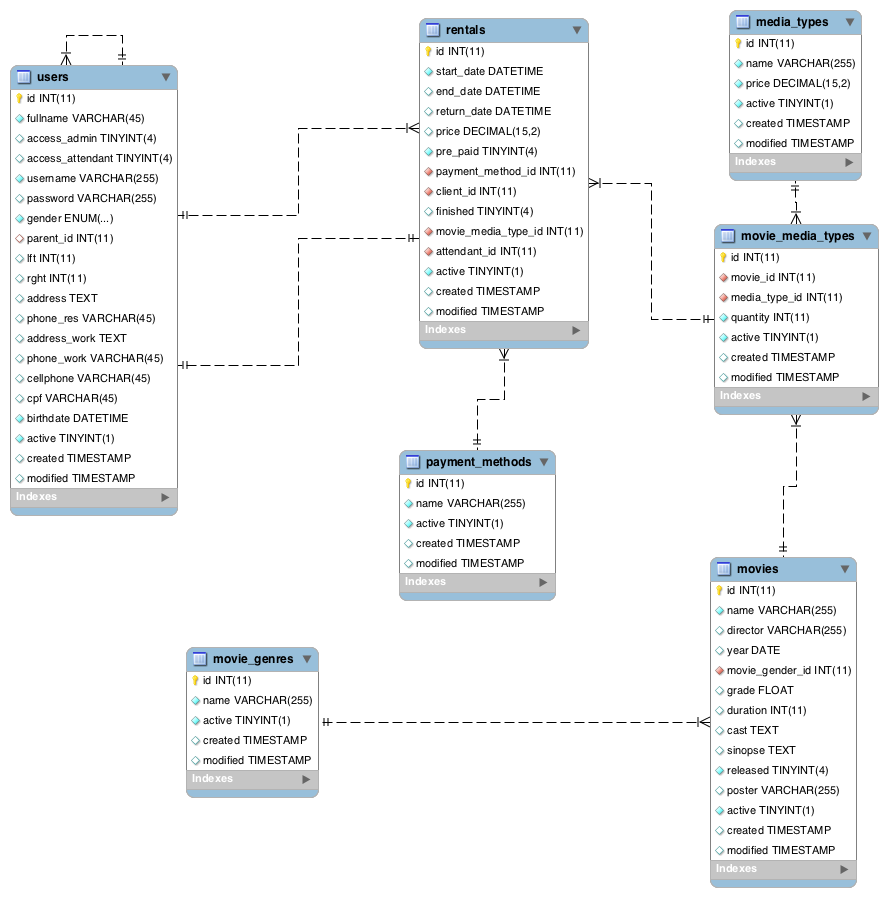 users
id INT(11)
fullname VARCHAR(45)
access_admin TINYINT(4)
access_attendant TINYINT(4)
username VARCHAR(255)
password VARCHAR(255)
gender ENUM(...)
parent_id INT(11)
lft INT(11)
rght INT(11)
address TEXT
phone_res VARCHAR(45)
address_work TEXT
phone_work VARCHAR(45)
cellphone VARCHAR(45)
cpf VARCHAR(45)
birthdate DATETIME
active TINYINT(1)
created TIMESTAMP
modified TIMESTAMP
Indexes
rentals
id INT(11)
start_date DATETIME
end_date DATETIME
return_date DATETIME
price DECIMAL(15,2)
pre_paid TINYINT(4)
payment_method_id INT(11)
client_id INT(11)
finished TINYINT(4)
movie_media_type_id INT(11)
attendant_id INT(11)
active TINYINT(1)
created TIMESTAMP
modified TIMESTAMP
Indexes
media_types
id INT(11)
name VARCHAR(255)
price DECIMAL(15,2)
active TINYINT(1)
created TIMESTAMP
modified TIMESTAMP
Indexes
movie_media_types
id INT(11)
movie_id INT(11)
media_type_id INT(11)
quantity INT(11)
active TINYINT(1)
created TIMESTAMP
modified TIMESTAMP
Indexes
payment_methods
id INT(11)
name VARCHAR(255)
active TINYINT(1)
created TIMESTAMP
modified TIMESTAMP
Indexes
movie_genres
id INT(11)
name VARCHAR(255)
active TINYINT(1)
created TIMESTAMP
modified TIMESTAMP
Indexes
movies
id INT(11)
name VARCHAR(255)
director VARCHAR(255)
year DATE
movie_gender_id INT(11)
grade FLOAT
duration INT(11)
cast TEXT
sinopse TEXT
released TINYINT(4)
poster VARCHAR(255)
active TINYINT(1)
created TIMESTAMP
modified TIMESTAMP
Indexes